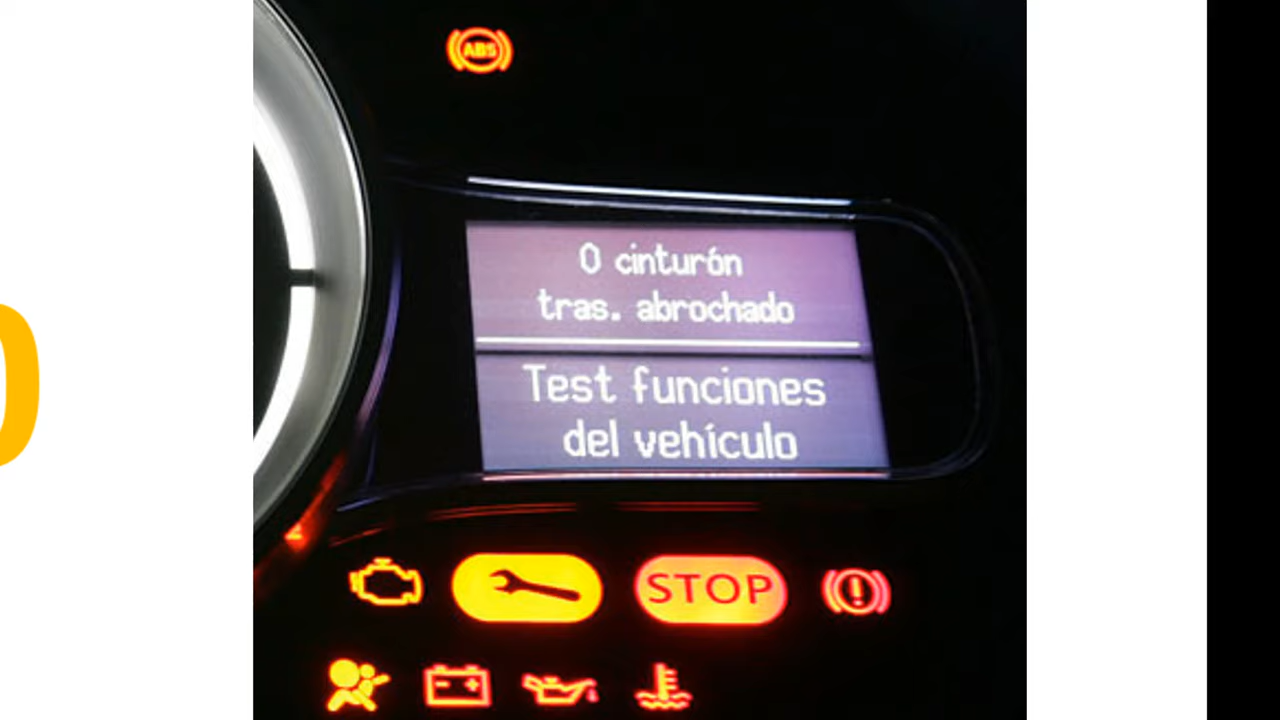 ABS
0 cinturón
tras. abrochado
Test funciones
del vehículo
STOP